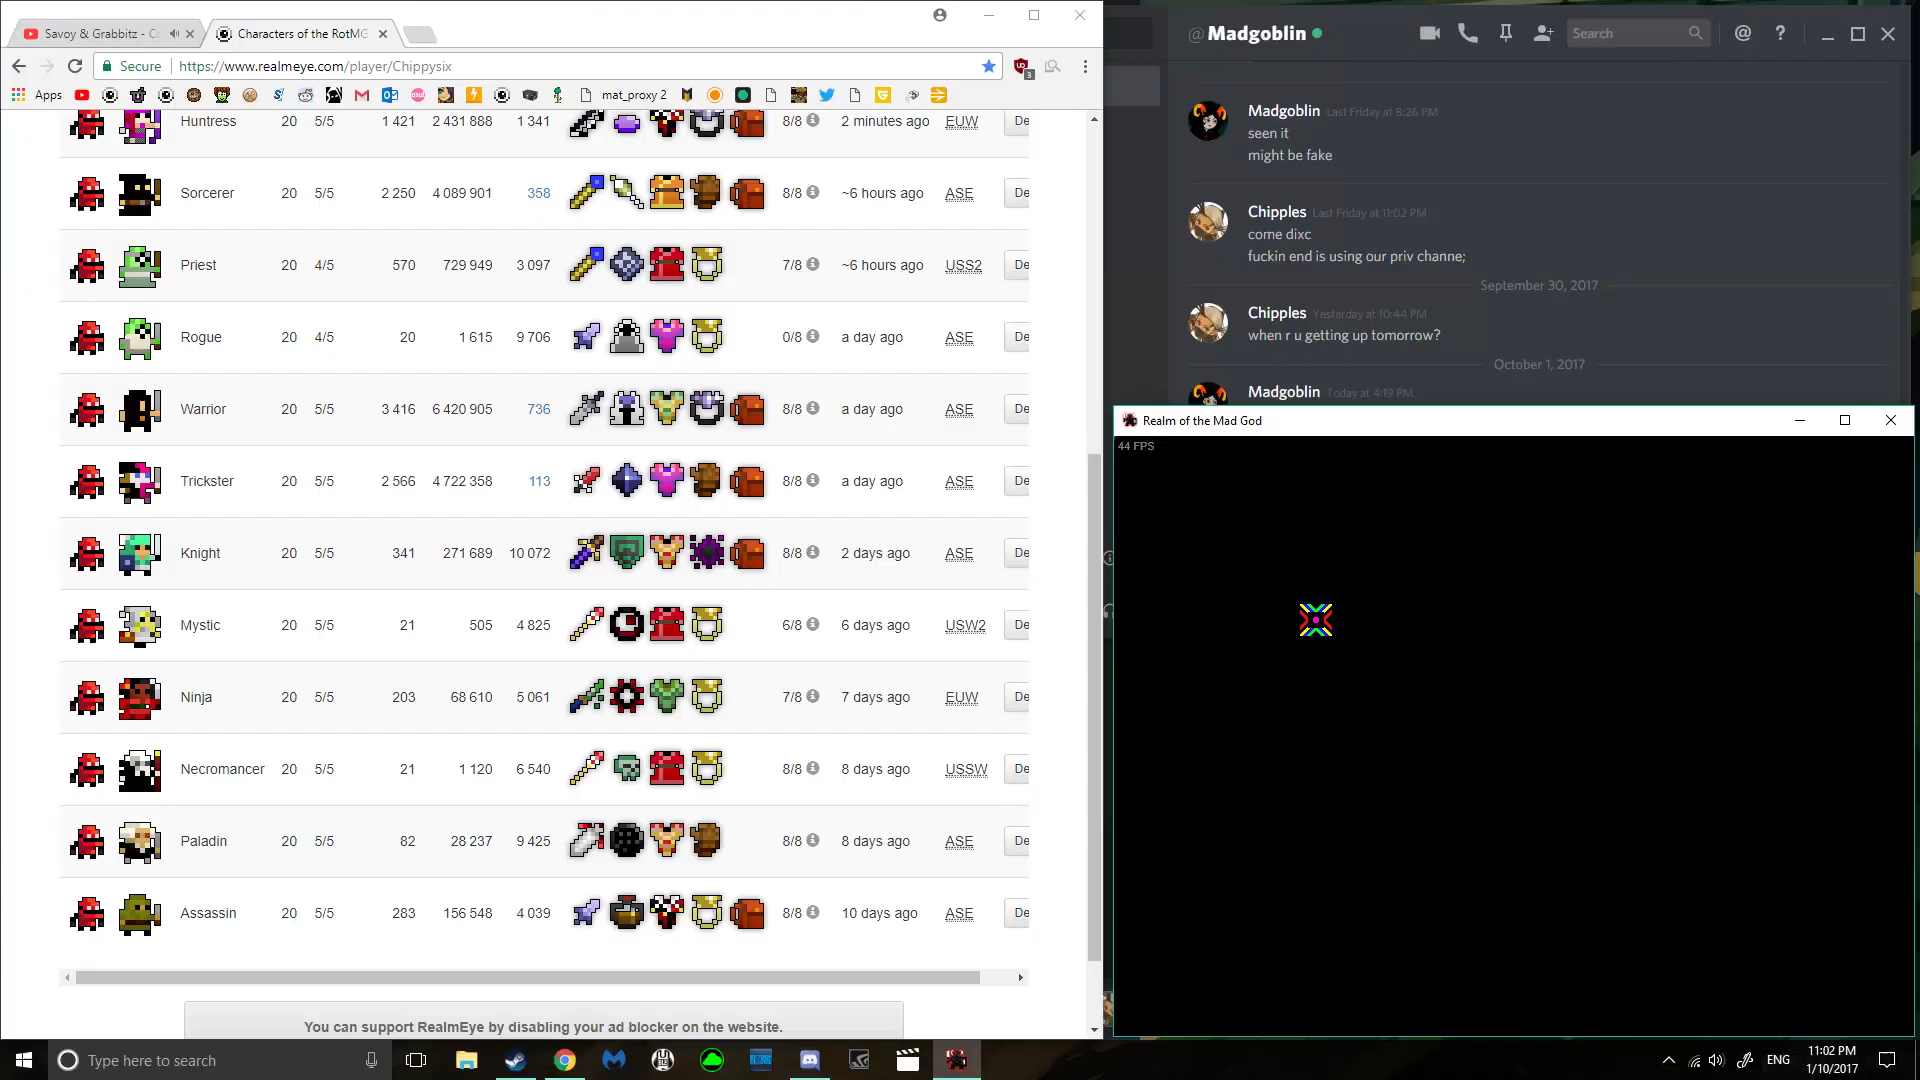 Savoy & Grabbitz - Co
Characters of the RotMG
Secure
https://www.realmeye.com/player/Chippysix
Apps
mat_proxy 2
Huntress 20 5/5 1 421 2 431 888 1 341 8/8 2 minutes ago EUW De
Sorcerer 20 5/5 2 250 4 089 901 358 8/8 ~6 hours ago ASE De
Priest 20 4/5 570 729 949 3 097 7/8 ~6 hours ago USS2 De
Rogue 20 4/5 20 1 615 9 706 0/8 a day ago ASE De
Warrior 20 5/5 3 416 6 420 905 736 8/8 a day ago ASE De
Trickster 20 5/5 2 566 4 722 358 113 8/8 a day ago ASE De
Knight 20 5/5 341 271 689 10 072 8/8 2 days ago ASE De
Mystic 20 5/5 21 505 4 825 6/8 6 days ago USW2 De
Ninja 20 5/5 203 68 610 5 061 7/8 7 days ago EUW De
Necromancer 20 5/5 21 1 120 6 540 8/8 8 days ago USSW De
Paladin 20 5/5 82 28 237 9 425 8/8 8 days ago ASE De
Assassin 20 5/5 283 156 548 4 039 8/8 10 days ago ASE De
You can support RealmEye by disabling your ad blocker on the website.
@Madgoblin
Search
Madgoblin Last Friday at 8:26 PM
seen it
might be fake
Chipples Last Friday at 11:02 PM
come dixc
fuckin end is using our priv channe;
September 30, 2017
Chipples Yesterday at 10:44 PM
when r u getting up tomorrow?
October 1, 2017
Madgoblin Today at 4:19 PM
Realm of the Mad God
44 FPS
Type here to search
ENG
11:02 PM
1/10/2017